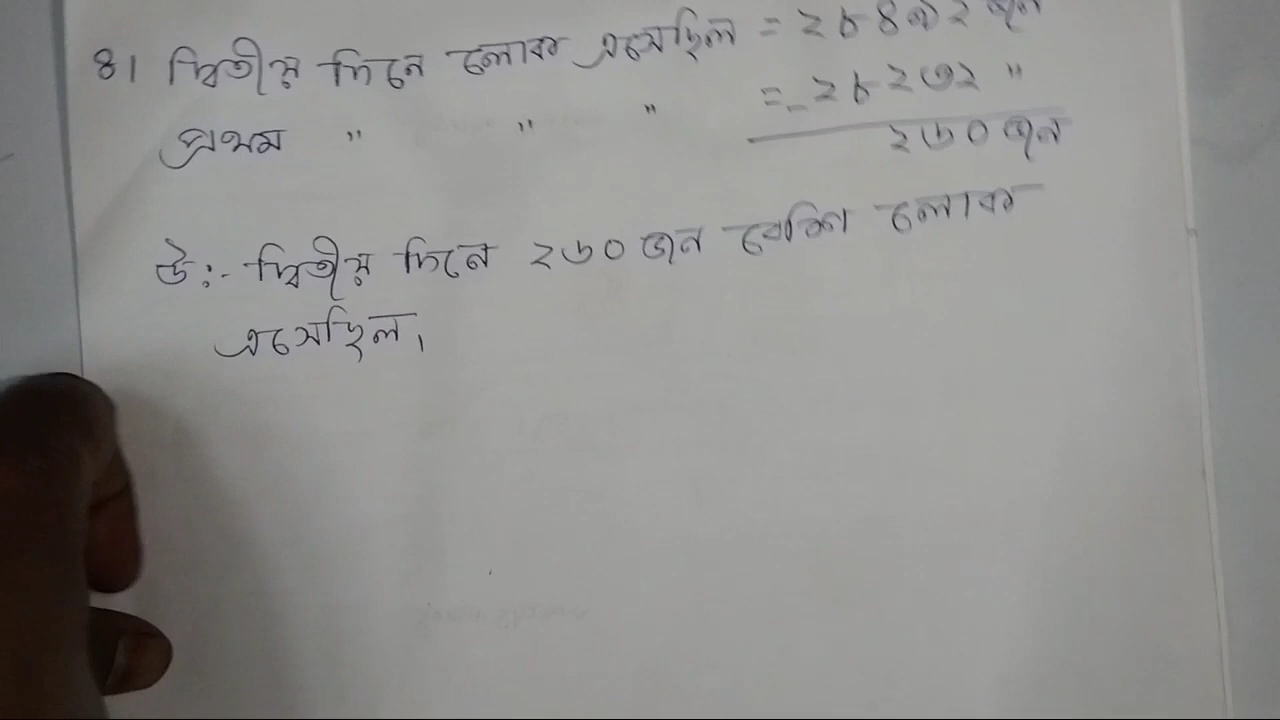 ৪। দ্বিতীয় দিনে লোক এসেছিল = ২৮৪৯২ জন
প্রথম " " " = - ২৮২৩২ "
২৬০ জন
উ:- দ্বিতীয় দিনে ২৬০ জন বেশি লোক
এসেছিল।